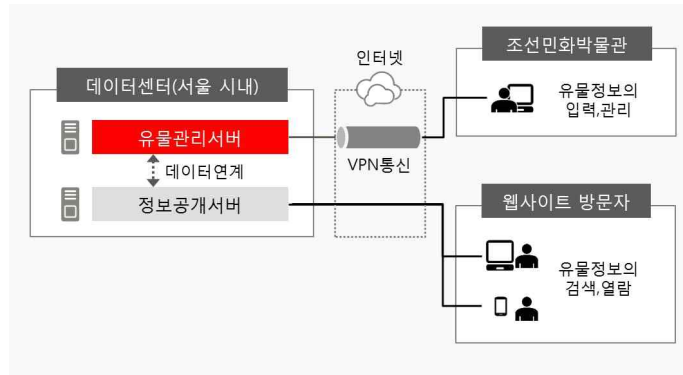 데이터센터(서울 시내)
유물관리서버
데이터연계
정보공개서버
인터넷
VPN통신
조선민화박물관
유물정보의
입력,관리
웹사이트 방문자
유물정보의
검색,열람